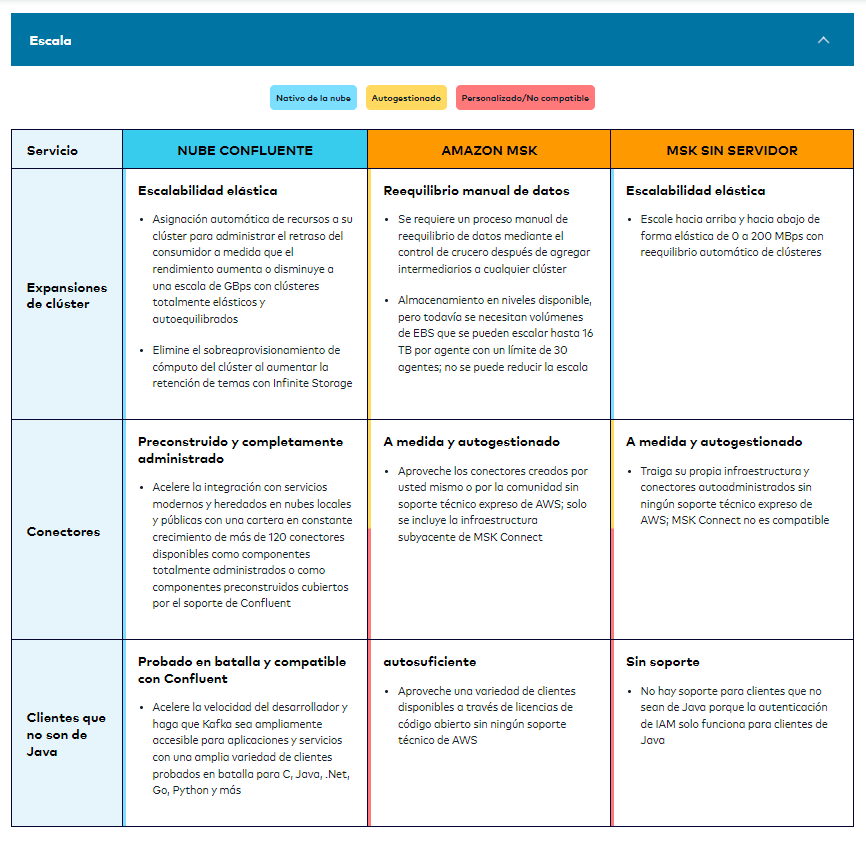 Escala
Nativo de la nube
Autogestionado
Personalizado/No compatible
Servicio
NUBE CONFLUENTE
AMAZON MSK
MSK SIN SERVIDOR
Expansiones
de clúster
Escalabilidad elástica
• Asignación automática de recursos a su
clúster para administrar el retraso del
consumidor a medida que el
rendimiento aumenta o disminuye a
una escala de GBps con clústeres
totalmente elásticos y
autoequilibrados
• Elimine el sobreaprovisionamiento de
cómputo del clúster al aumentar la
retención de temas con Infinite Storage
Reequilibrio manual de datos
• Se requiere un proceso manual de
reequilibrio de datos mediante el
control de crucero después de agregar
intermediarios a cualquier clúster
• Almacenamiento en niveles disponible,
pero todavía se necesitan volúmenes
de EBS que se pueden escalar hasta 16
TB por agente con un límite de 30
agentes; no se puede reducir la escala
Escalabilidad elástica
• Escale hacia arriba y hacia abajo de
forma elástica de 0 a 200 MBps con
reequilibrio automático de clústeres
Conectores
Preconstruido y completamente
administrado
• Acelere la integración con servicios
modernos y heredados en nubes locales
y públicas con una cartera en constante
crecimiento de más de 120 conectores
disponibles como componentes
totalmente administrados o como
componentes preconstruidos cubiertos
por el soporte de Confluent
A medida y autogestionado
• Aproveche los conectores creados por
usted mismo o por la comunidad sin
soporte técnico expreso de AWS; solo
se incluye la infraestructura
subyacente de MSK Connect
A medida y autogestionado
• Traiga su propia infraestructura y
conectores autoadministrados sin
ningún soporte técnico expreso de
AWS; MSK Connect no es compatible
Clientes que
no son de
Java
Probado en batalla y compatible
con Confluent
• Acelere la velocidad del desarrollador y
haga que Kafka sea ampliamente
accesible para aplicaciones y servicios
con una amplia variedad de clientes
probados en batalla para C, Java, .Net,
Go, Python y más
autosuficiente
• Aproveche una variedad de clientes
disponibles a través de licencias de
código abierto sin ningún soporte
técnico de AWS
Sin soporte
• No hay soporte para clientes que no
sean de Java porque la autenticación
de IAM solo funciona para clientes de
Java